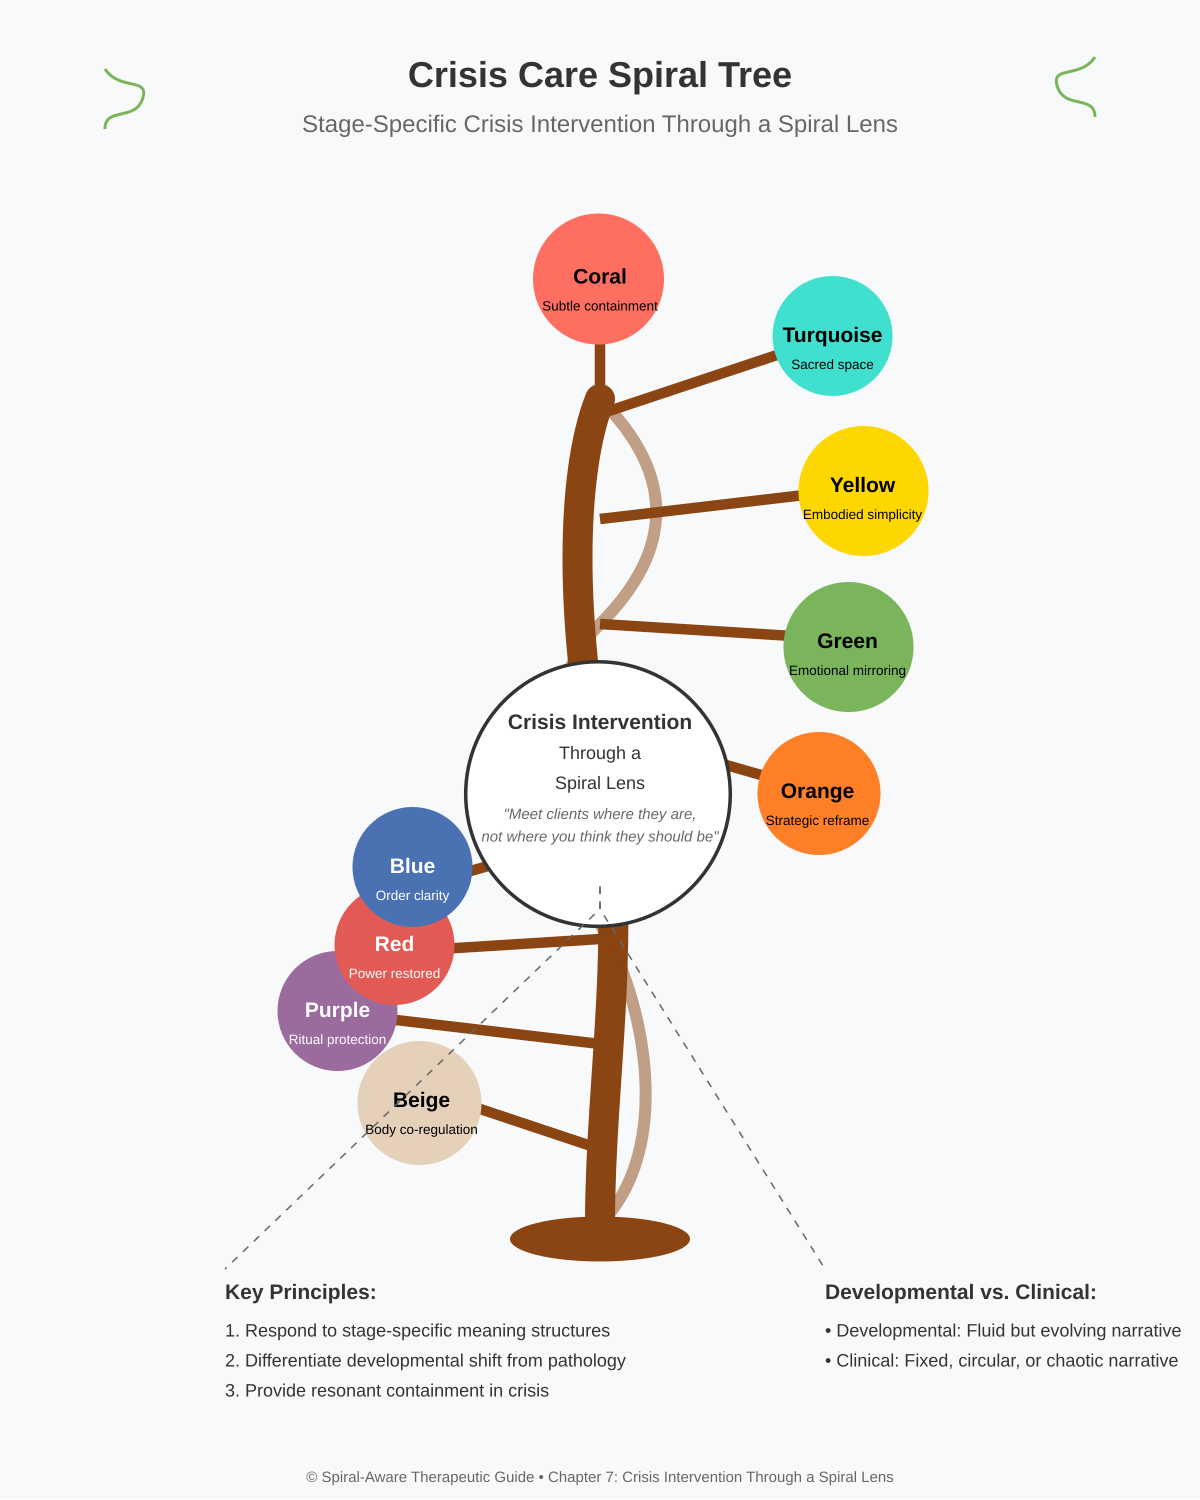 Crisis Care Spiral Tree
Stage-Specific Crisis Intervention Through a Spiral Lens
Coral
Subtle containment
Turquoise
Sacred space
Yellow
Embodied simplicity
Green
Emotional mirroring
Crisis Intervention
Through a
Spiral Lens
"Meet clients where they are,
not where you think they should be"
Orange
Strategic reframe
Blue
Order clarity
Red
Power restored
Purple
Ritual protection
Beige
Body co-regulation
Key Principles:
1. Respond to stage-specific meaning structures
2. Differentiate developmental shift from pathology
3. Provide resonant containment in crisis
Developmental vs. Clinical:
• Developmental: Fluid but evolving narrative
• Clinical: Fixed, circular, or chaotic narrative
© Spiral-Aware Therapeutic Guide • Chapter 7: Crisis Intervention Through a Spiral Lens